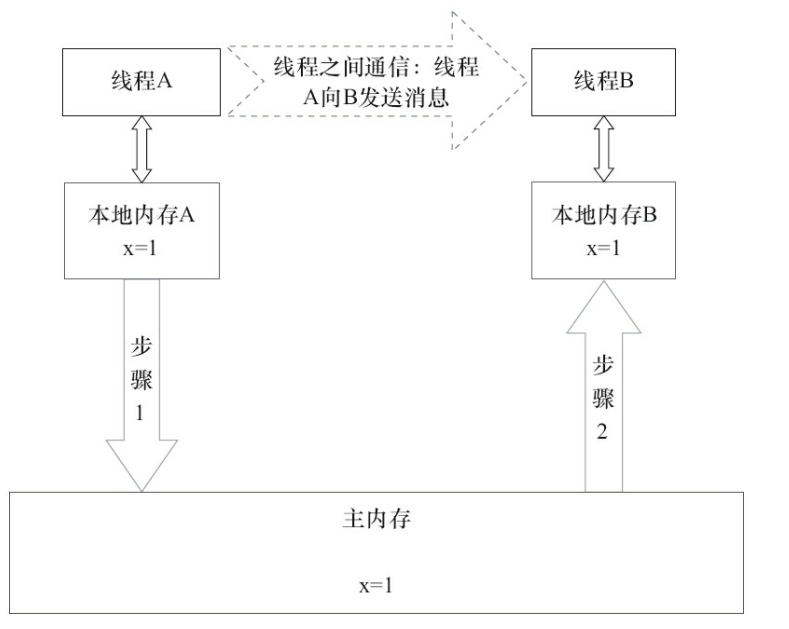 线程A
线程之间通信：线程
A向B发送消息
线程B
本地内存A
x=1
本地内存B
x=1
步
骤
1
步
骤
2
主内存
x=1